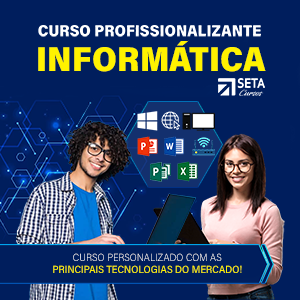 CURSO PROFISSIONALIZANTE
INFORMÁTICA
SETA
Cursos
P W
P X
CURSO PERSONALIZADO COM AS
PRINCIPAIS TECNOLOGIAS DO MERCADO!